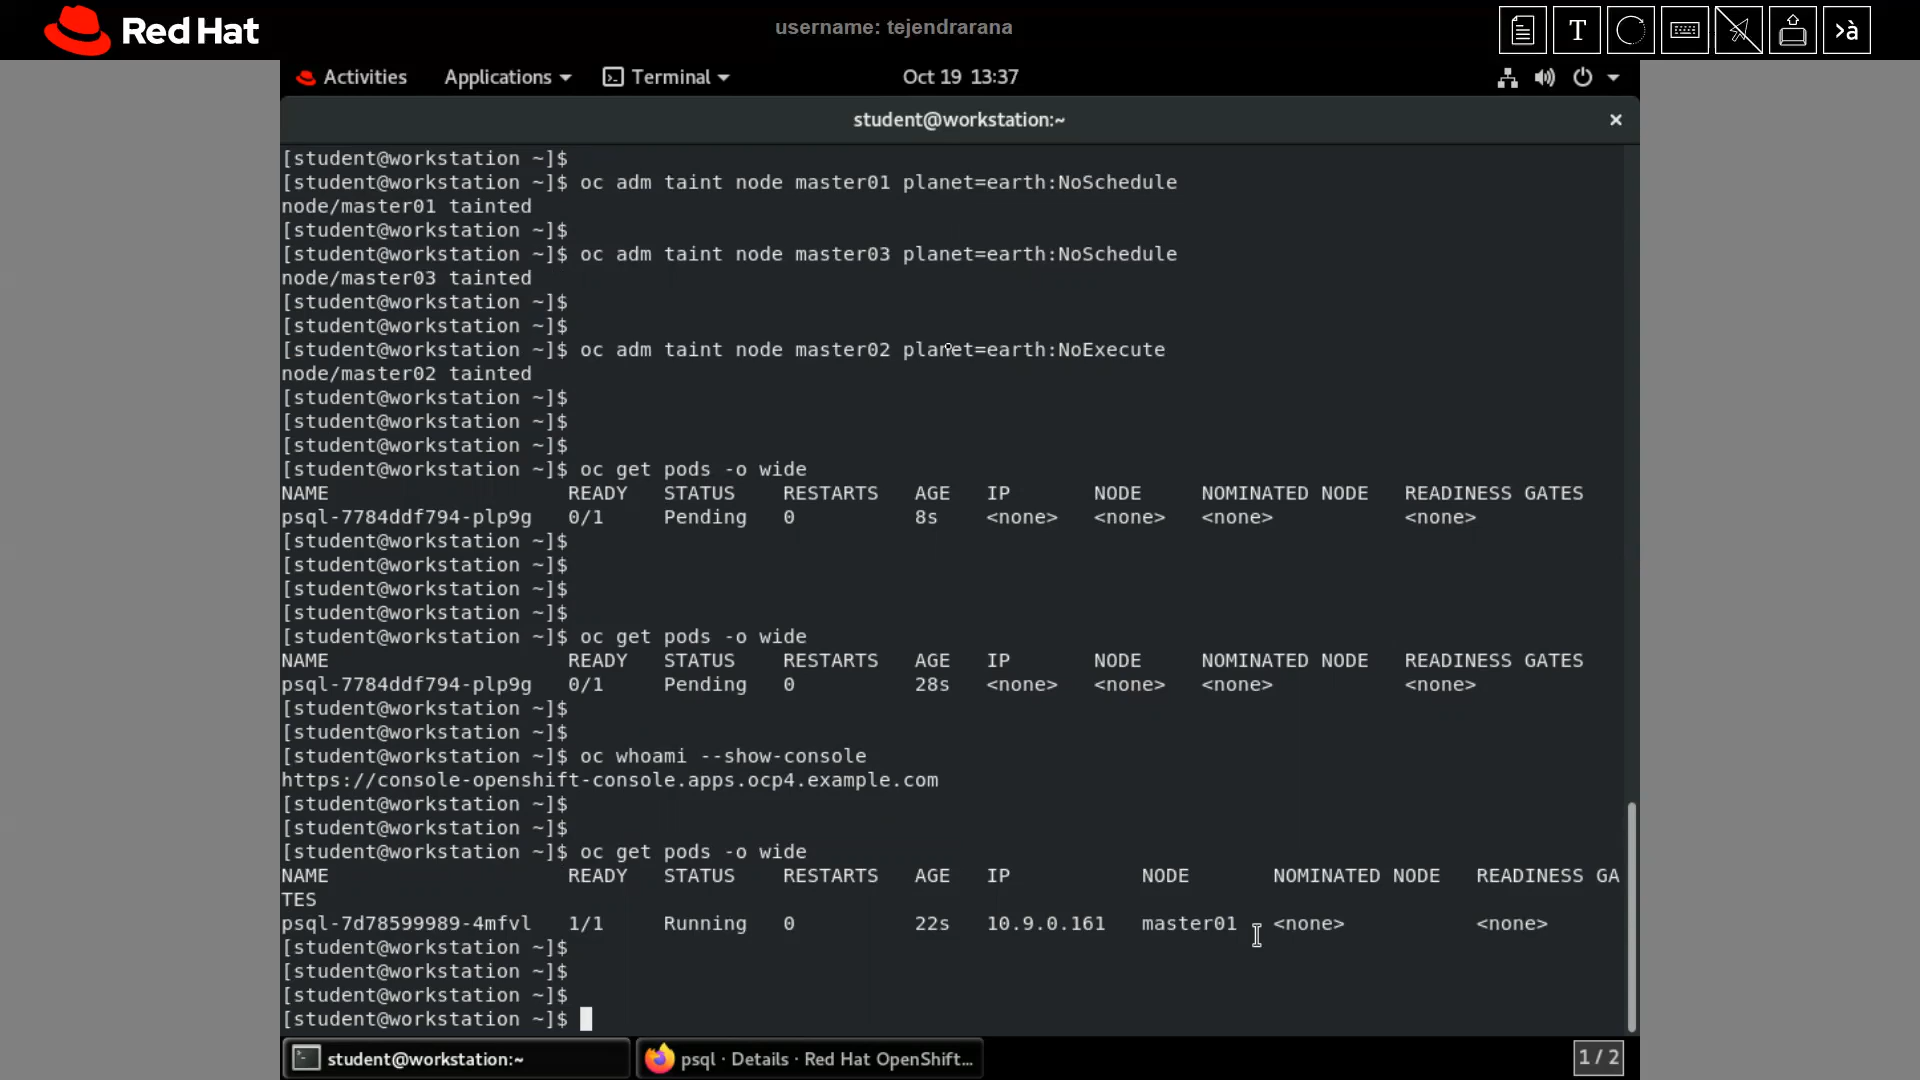 Red Hat
username: tejendrarana
T
>à
Activities Applications Terminal Oct 19 13:37
student@workstation:~ ×
[student@workstation ~]$
[student@workstation ~]$ oc adm taint node master01 planet=earth:NoSchedule
node/master01 tainted
[student@workstation ~]$
[student@workstation ~]$ oc adm taint node master03 planet=earth:NoSchedule
node/master03 tainted
[student@workstation ~]$
[student@workstation ~]$
[student@workstation ~]$ oc adm taint node master02 planet=earth:NoExecute
node/master02 tainted
[student@workstation ~]$
[student@workstation ~]$
[student@workstation ~]$
[student@workstation ~]$ oc get pods -o wide
NAME READY STATUS RESTARTS AGE IP NODE NOMINATED NODE READINESS GATES
psql-7784ddf794-plp9g 0/1 Pending 0 8s <none> <none> <none> <none>
[student@workstation ~]$
[student@workstation ~]$
[student@workstation ~]$
[student@workstation ~]$
[student@workstation ~]$ oc get pods -o wide
NAME READY STATUS RESTARTS AGE IP NODE NOMINATED NODE READINESS GATES
psql-7784ddf794-plp9g 0/1 Pending 0 28s <none> <none> <none> <none>
[student@workstation ~]$
[student@workstation ~]$
[student@workstation ~]$ oc whoami --show-console
https://console-openshift-console.apps.ocp4.example.com
[student@workstation ~]$
[student@workstation ~]$
[student@workstation ~]$ oc get pods -o wide
NAME READY STATUS RESTARTS AGE IP NODE NOMINATED NODE READINESS GA
TES
psql-7d78599989-4mfvl 1/1 Running 0 22s 10.9.0.161 master01 <none> <none>
[student@workstation ~]$
[student@workstation ~]$
[student@workstation ~]$
[student@workstation ~]$
student@workstation:~ psql · Details · Red Hat OpenShift... 1 / 2